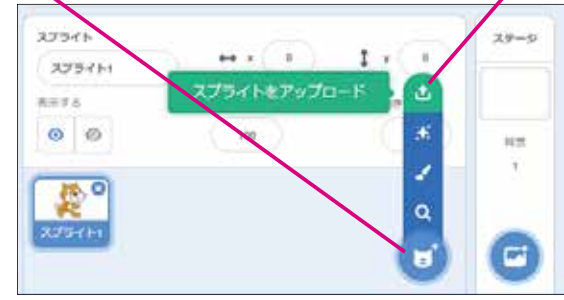 スプライト
ステージ
スプライト1
↔ x 0
↕ y 0
スプライトをアップロード
表示する
100
背景
1
スプライト1